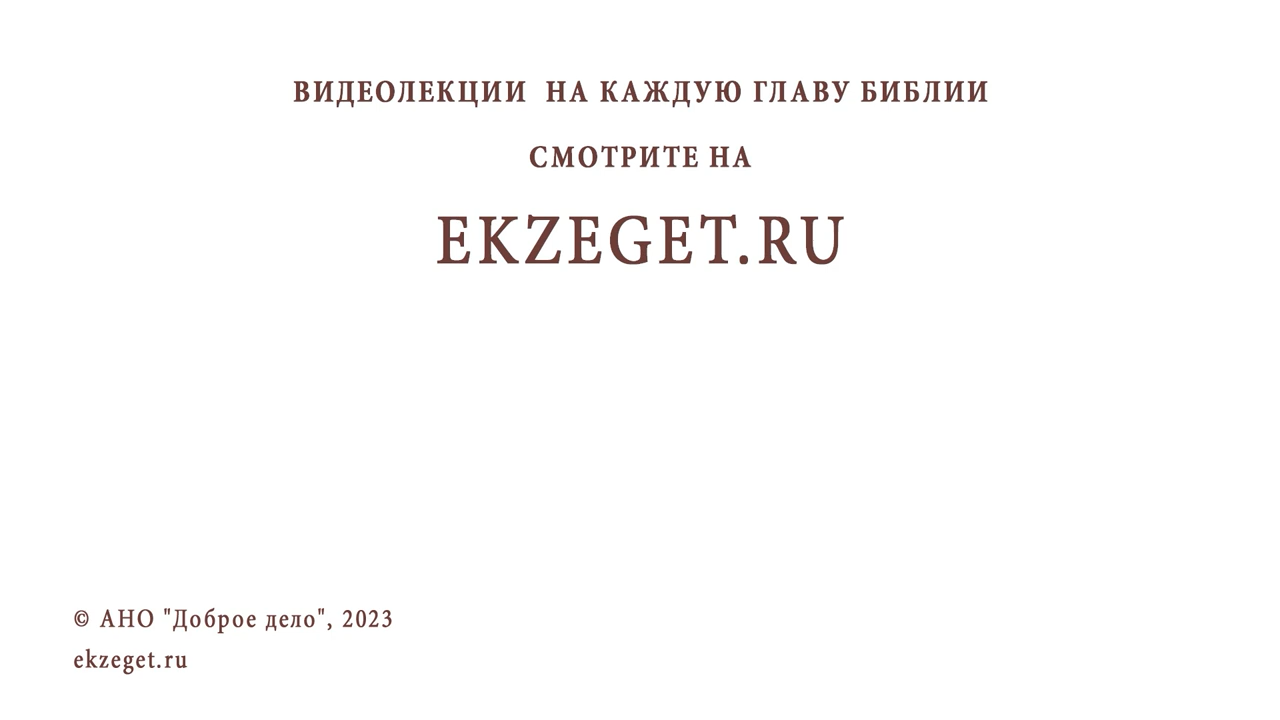 ВИДЕОЛЕКЦИИ НА КАЖДУЮ ГЛАВУ БИБЛИИ
СМОТРИТЕ НА
EKZEGET.RU
© АНО "Доброе дело", 2023
ekzeget.ru